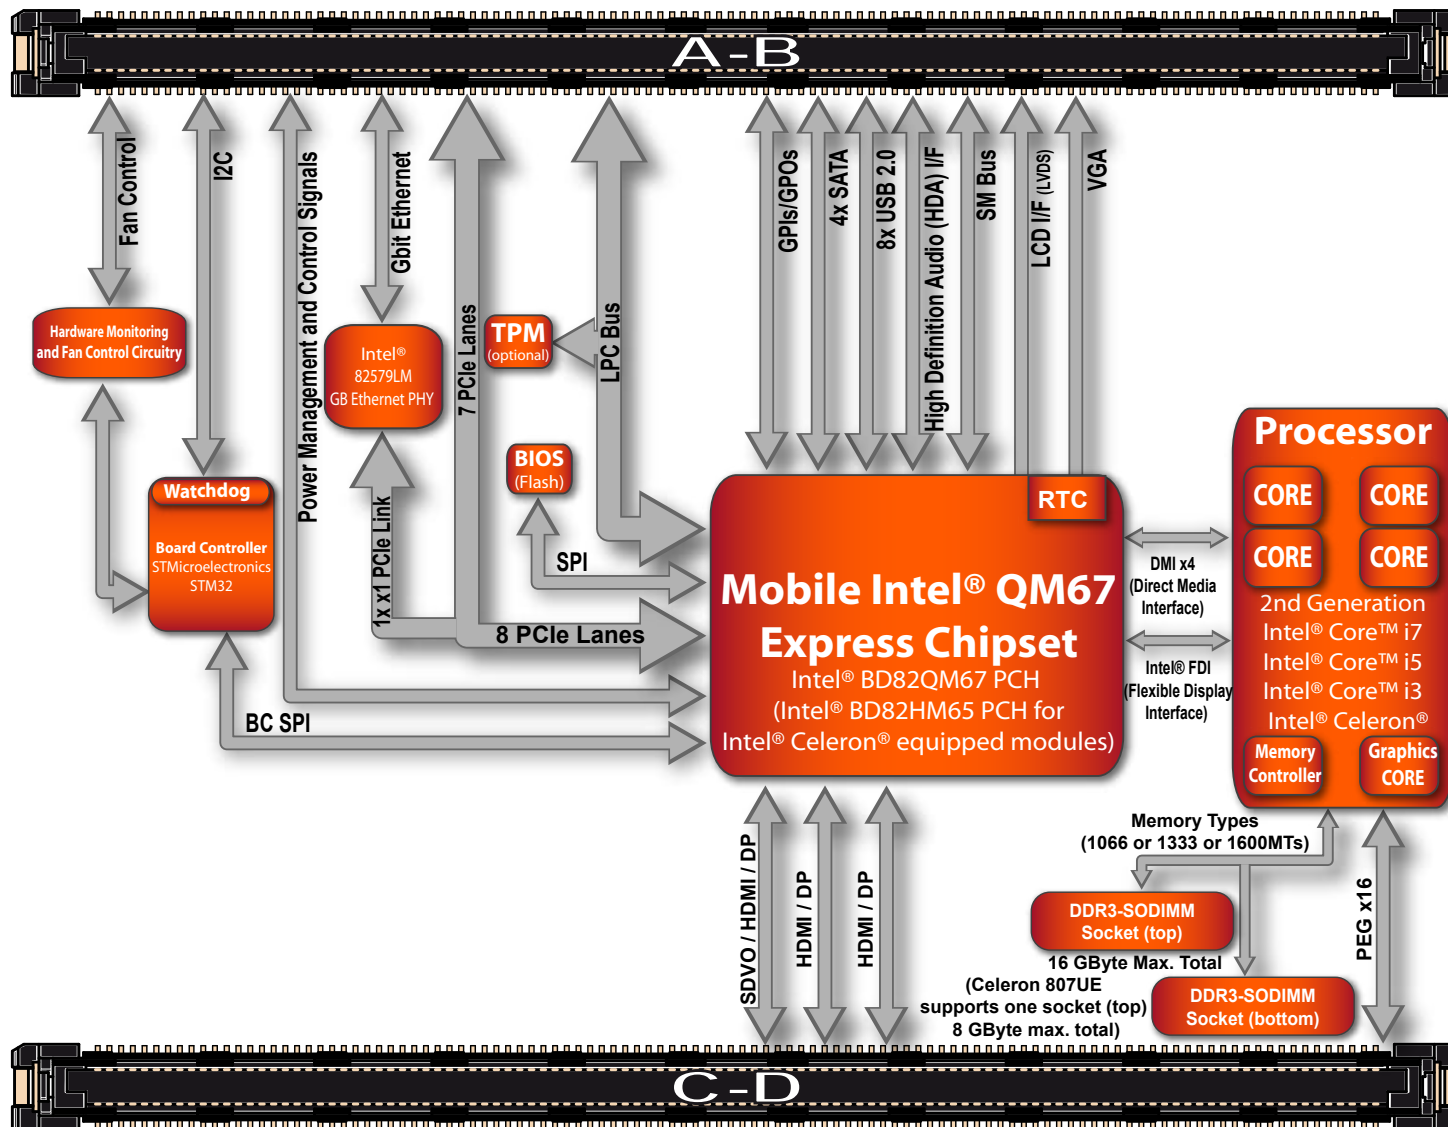 A-B
Fan Control
I2C
Power Management and Control Signals
Gbit Ethernet
7 PCIe Lanes
LPC Bus
GPIs/GPOs
4x SATA
8x USB 2.0
High Definition Audio (HDA) I/F
SM Bus
LCD I/F (LVDS)
VGA
Hardware Monitoring
and Fan Control Circuitry
Intel®
82579LM
GB Ethernet PHY
TPM
(optional)
BIOS
(Flash)
SPI
1x x1 PCIe Link
8 PCIe Lanes
Watchdog
Board Controller
STMicroelectronics
STM32
BC SPI
RTC
Mobile Intel® QM67
Express Chipset
Intel® BD82QM67 PCH
(Intel® BD82HM65 PCH for
Intel® Celeron® equipped modules)
DMI x4
(Direct Media
Interface)
Intel® FDI
(Flexible Display
Interface)
Processor
CORE
CORE
CORE
CORE
2nd Generation
Intel® Core™ i7
Intel® Core™ i5
Intel® Core™ i3
Intel® Celeron®
Memory
Controller
Graphics
CORE
Memory Types
(1066 or 1333 or 1600MTs)
DDR3-SODIMM
Socket (top)
16 GByte Max. Total
(Celeron 807UE
supports one socket (top)
8 GByte max. total)
DDR3-SODIMM
Socket (bottom)
PEG x16
SDVO / HDMI / DP
HDMI / DP
HDMI / DP
C-D